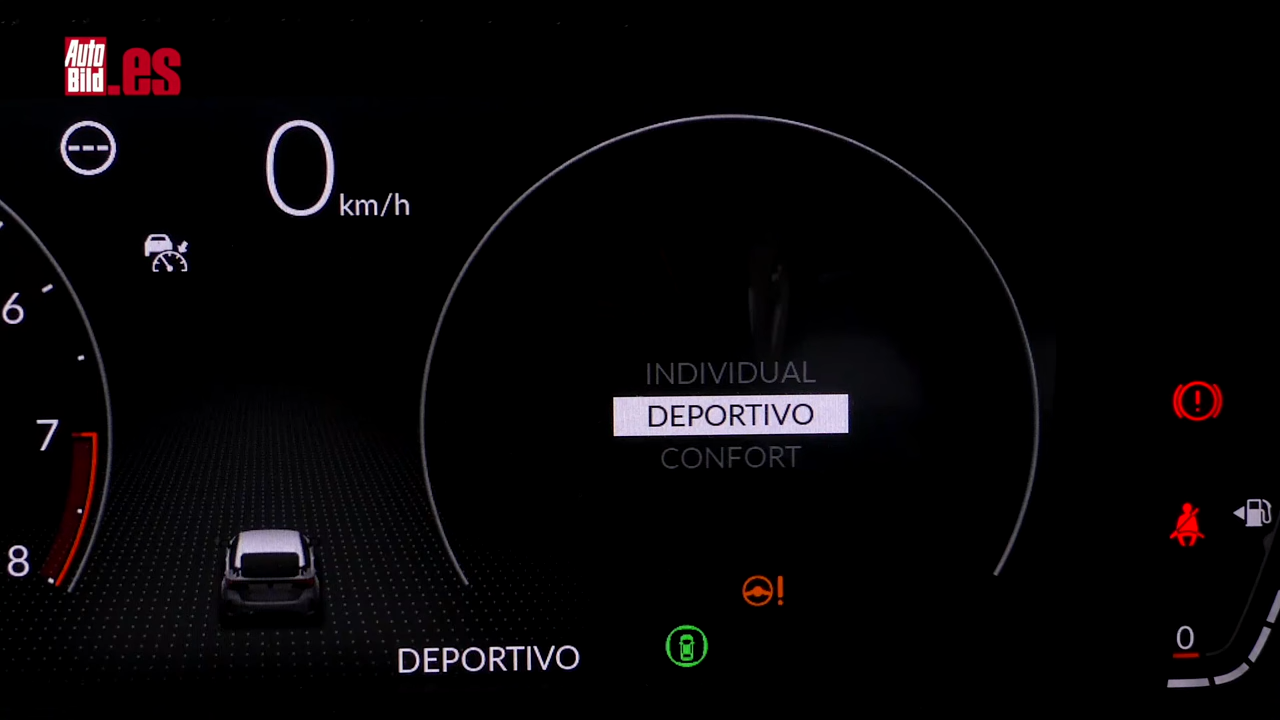 Auto
Bild.es
---
0 km/h
6
7
8
INDIVIDUAL
DEPORTIVO
CONFORT
!
!
0
DEPORTIVO